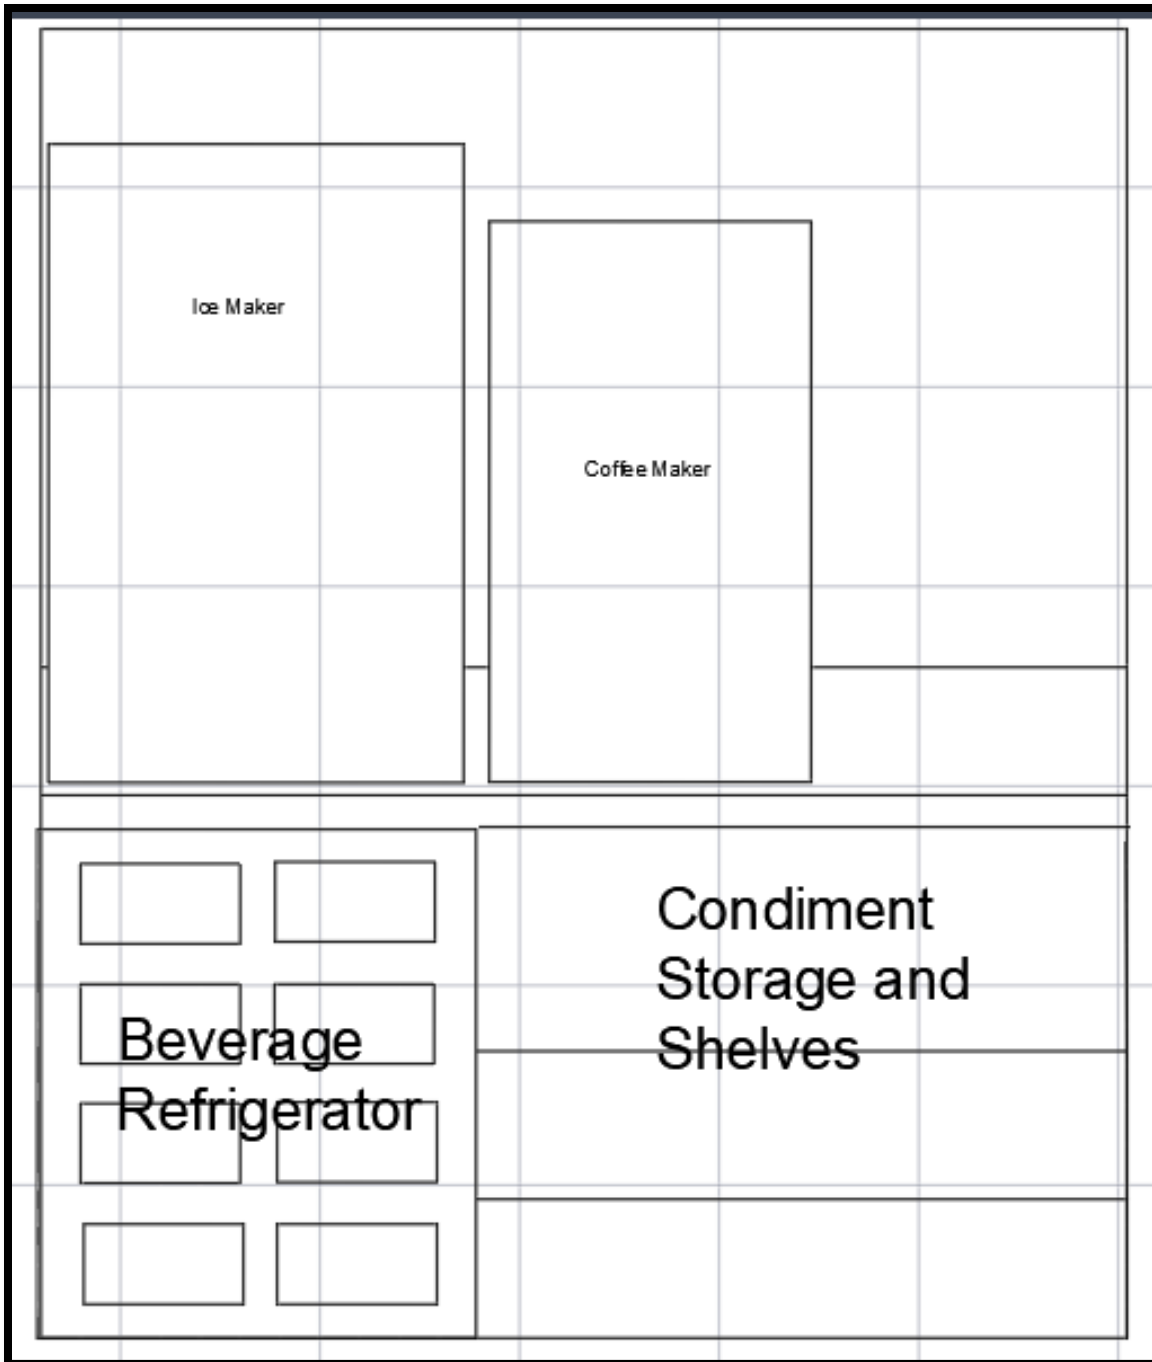 Ice Maker
Coffee Maker
Condiment
Storage and
Shelves
Beverage
Refrigerator